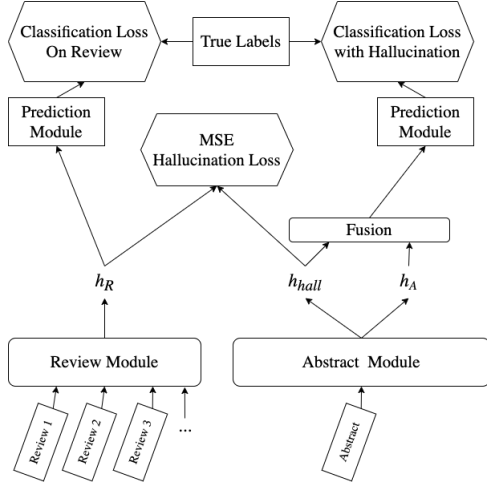 Classification Loss
On Review
True Labels
Classification Loss
with Hallucination
Prediction
Module
Prediction
Module
MSE
Hallucination Loss
Fusion
h_R
h_hall
h_A
Review Module
Abstract Module
Review 1
Review 2
Review 3
...
Abstract